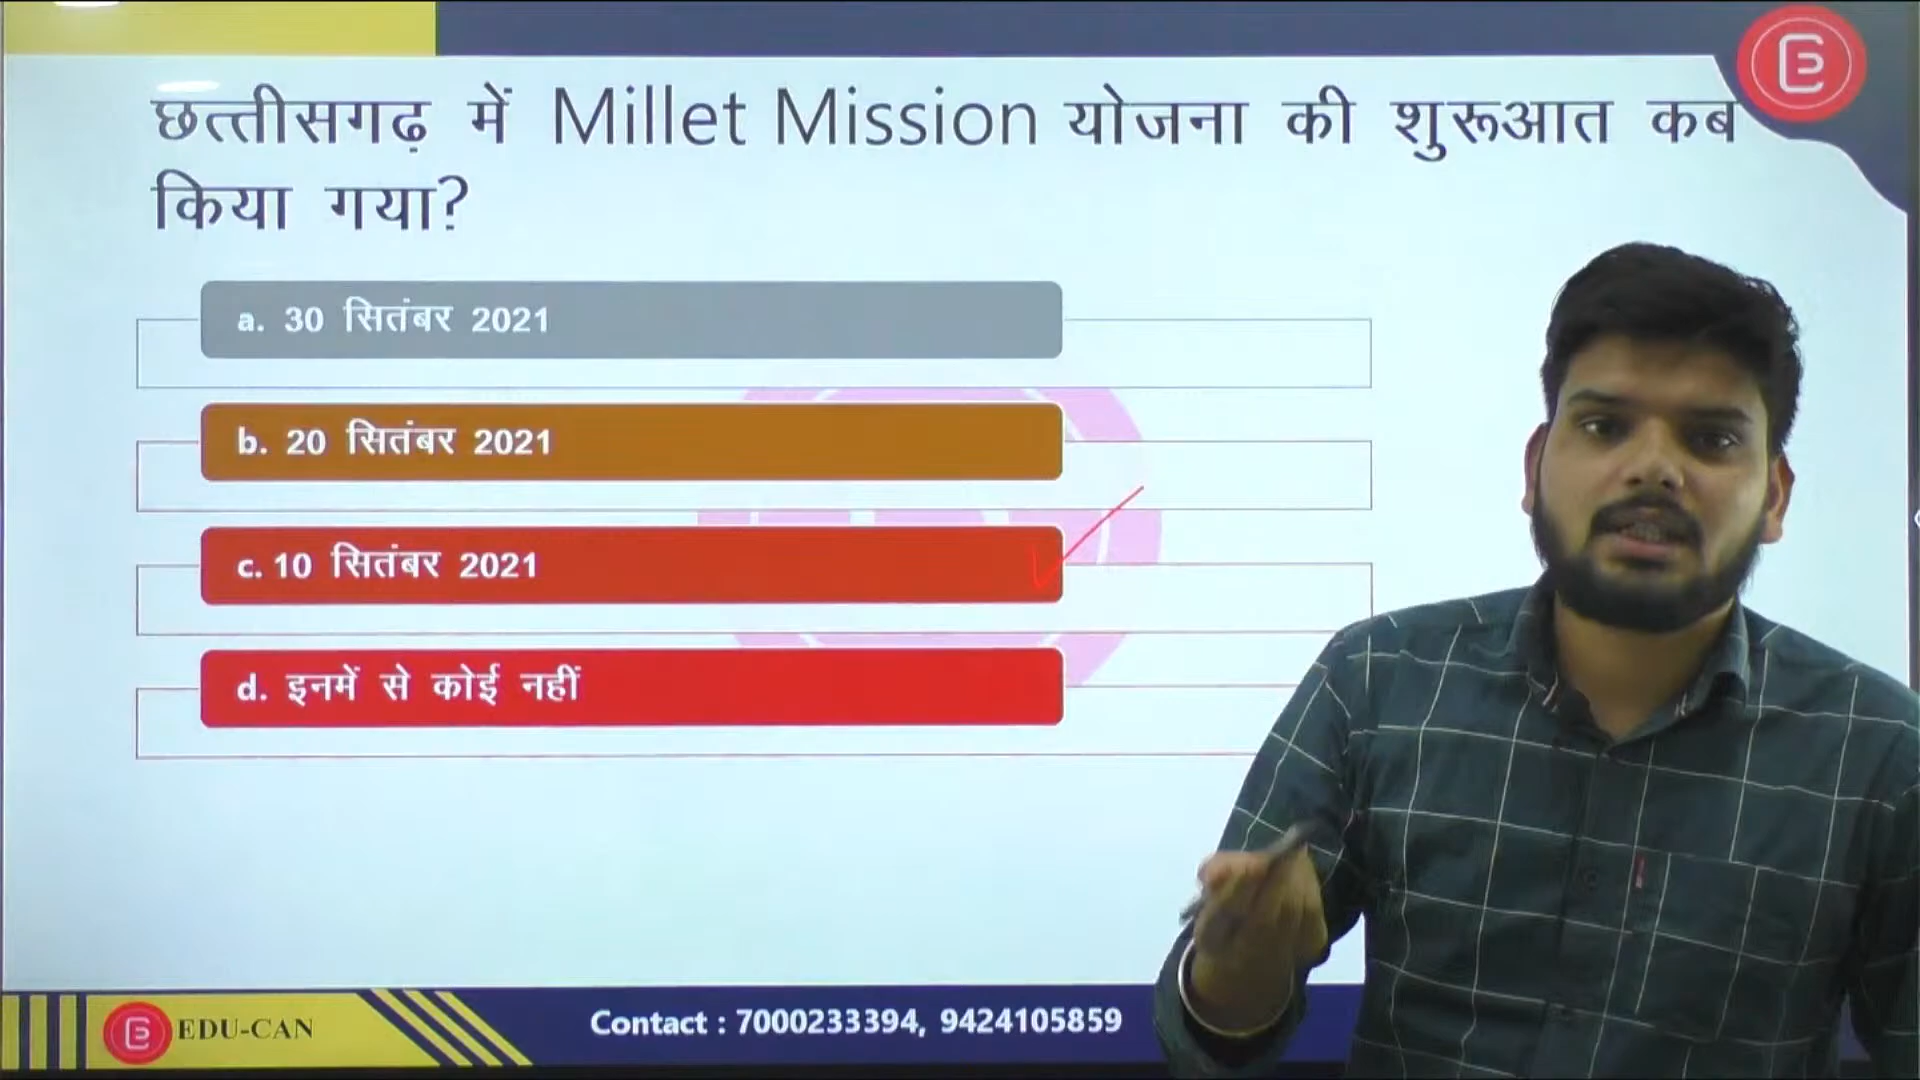 छत्तीसगढ़ में Millet Mission योजना की शुरूआत कब
किया गया?
a. 30 सितंबर 2021
b. 20 सितंबर 2021
c. 10 सितंबर 2021
d. इनमें से कोई नहीं
EDU-CAN
Contact : 7000233394, 9424105859